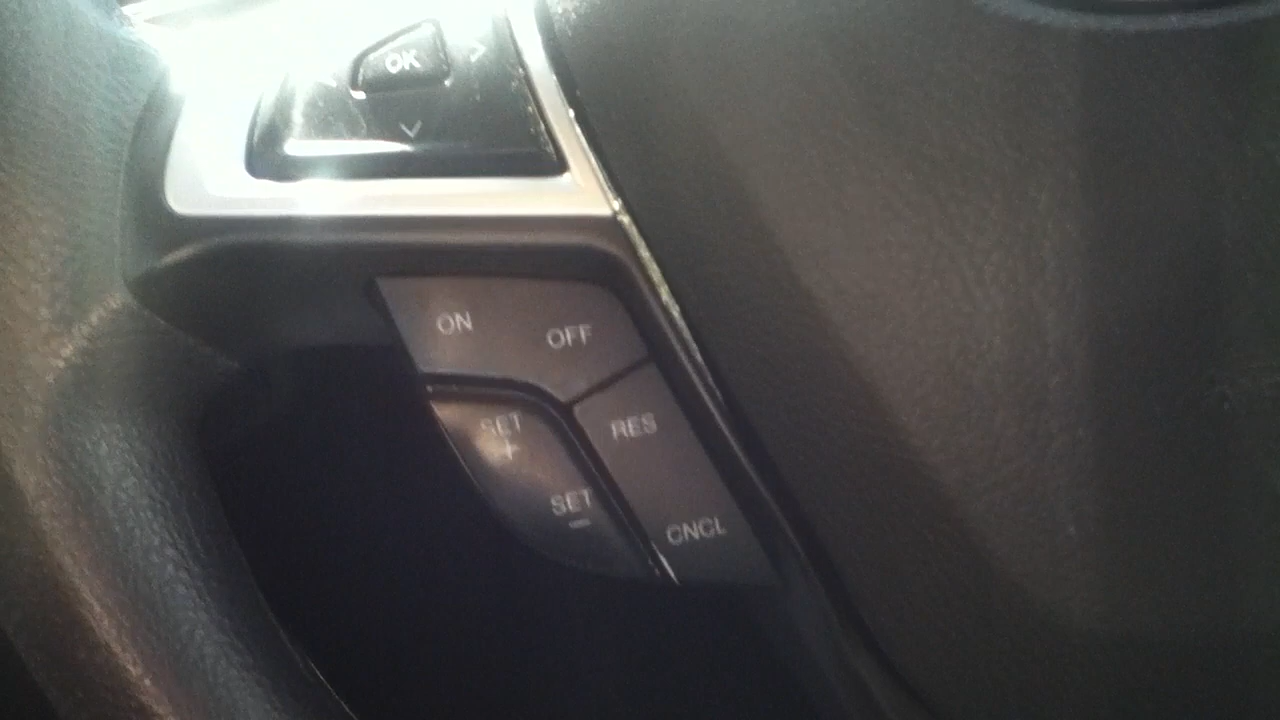 OK
ON
OFF
SET
+
RES
SET
-
CNCL